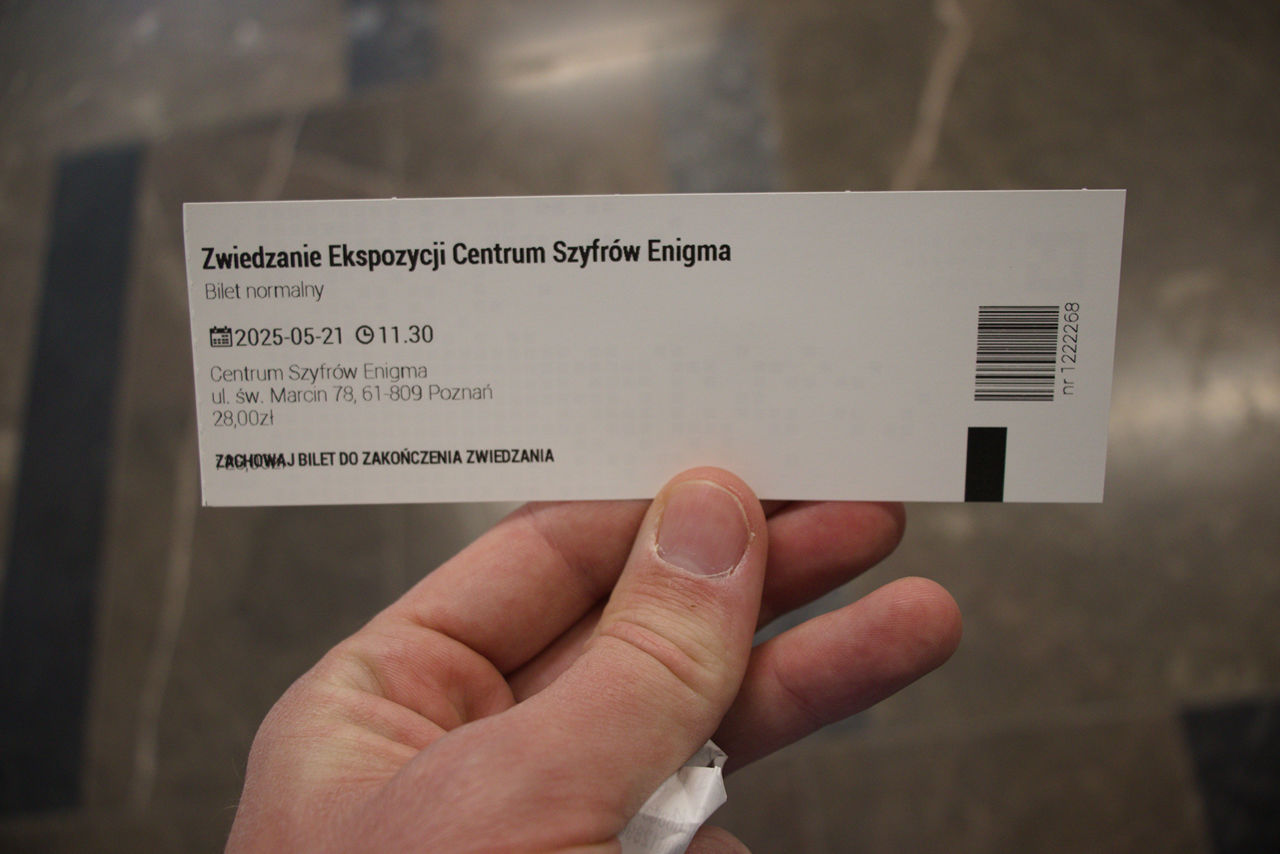 Zwiedzanie Ekspozycji Centrum Szyfrów Enigma
Bilet normalny
2025-05-21 11.30
Centrum Szyfrów Enigma
ul. św. Marcin 78, 61-809 Poznań
28,00zł
ZACHOWAJ BILET DO ZAKOŃCZENIA ZWIEDZANIA
nr 1222268